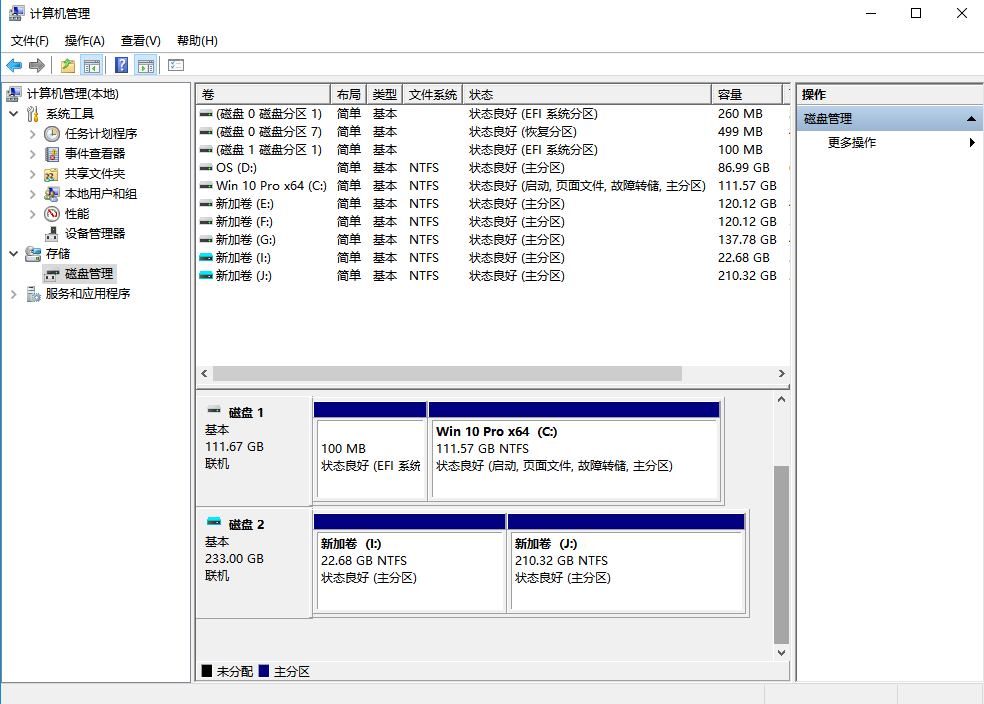 计算机管理
文件(F) 操作(A) 查看(V) 帮助(H)
计算机管理(本地)
系统工具
任务计划程序
事件查看器
共享文件夹
本地用户和组
性能
设备管理器
存储
磁盘管理
服务和应用程序
卷 布局 类型 文件系统 状态 容量
(磁盘 0 磁盘分区 1) 简单 基本 状态良好 (EFI 系统分区) 260 MB
(磁盘 0 磁盘分区 7) 简单 基本 状态良好 (恢复分区) 499 MB
(磁盘 1 磁盘分区 1) 简单 基本 状态良好 (EFI 系统分区) 100 MB
OS (D:) 简单 基本 NTFS 状态良好 (主分区) 86.99 GB
Win 10 Pro x64 (C:) 简单 基本 NTFS 状态良好 (启动, 页面文件, 故障转储, 主分区) 111.57 GB
新加卷 (E:) 简单 基本 NTFS 状态良好 (主分区) 120.12 GB
新加卷 (F:) 简单 基本 NTFS 状态良好 (主分区) 120.12 GB
新加卷 (G:) 简单 基本 NTFS 状态良好 (主分区) 137.78 GB
新加卷 (I:) 简单 基本 NTFS 状态良好 (主分区) 22.68 GB
新加卷 (J:) 简单 基本 NTFS 状态良好 (主分区) 210.32 GB
磁盘 1
基本
111.67 GB
联机
100 MB
状态良好 (EFI 系统
Win 10 Pro x64 (C:)
111.57 GB NTFS
状态良好 (启动, 页面文件, 故障转储, 主分区)
磁盘 2
基本
233.00 GB
联机
新加卷 (I:)
22.68 GB NTFS
状态良好 (主分区)
新加卷 (J:)
210.32 GB NTFS
状态良好 (主分区)
未分配 主分区
操作
磁盘管理
更多操作